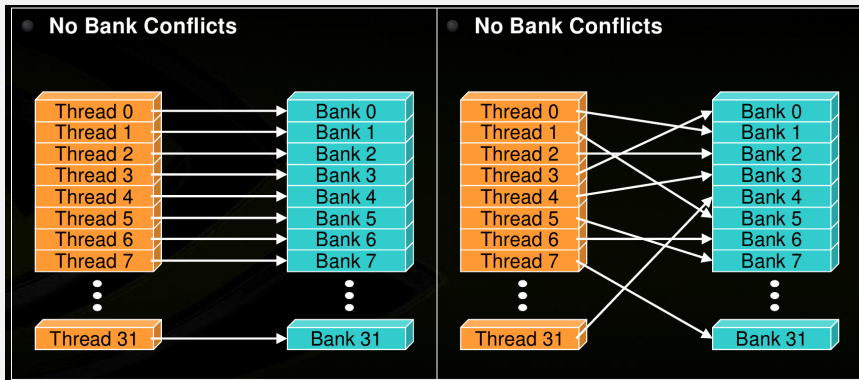 No Bank Conflicts
Thread 0
Thread 1
Thread 2
Thread 3
Thread 4
Thread 5
Thread 6
Thread 7
Thread 31
Bank 0
Bank 1
Bank 2
Bank 3
Bank 4
Bank 5
Bank 6
Bank 7
Bank 31
No Bank Conflicts
Thread 0
Thread 1
Thread 2
Thread 3
Thread 4
Thread 5
Thread 6
Thread 7
Thread 31
Bank 0
Bank 1
Bank 2
Bank 3
Bank 4
Bank 5
Bank 6
Bank 7
Bank 31